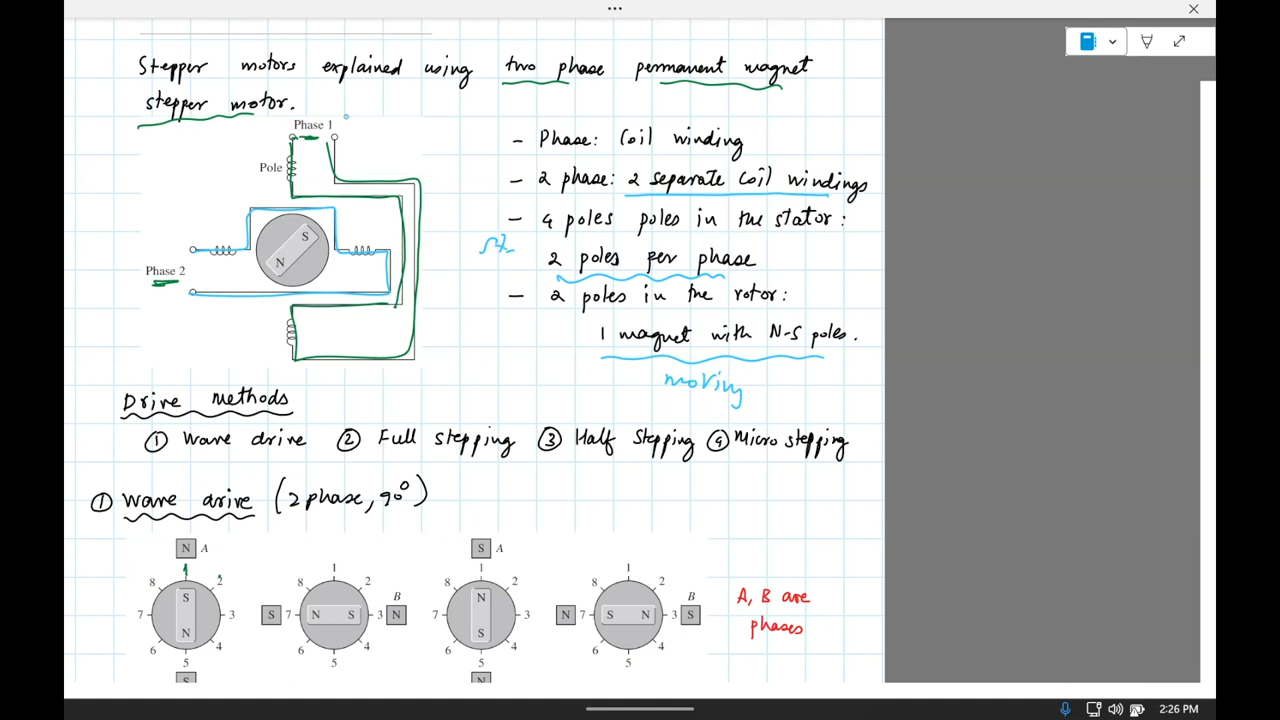 Stepper motors explained using two phase permanent magnet
stepper motor.
Phase 1
Pole
S
N
Phase 2
- Phase: Coil winding
- 2 phase: 2 separate coil windings
- 4 poles poles in the stator:
2 poles per phase
- 2 poles in the rotor:
1 magnet with N-S poles.
moving
Drive methods
① Wave drive ② Full stepping ③ Half stepping ④ Micro stepping
① Wave drive (2 phase, 90°)
N A S A
8 1 2 8 1 2 8 1 2 8 1 2
B B
7 S N 3 S 7 N S 3 N 7 N S 3 N 7 S N 3 S
6 5 4 6 5 4 6 5 4 6 5 4
S N
A, B are
phases
2:26 PM